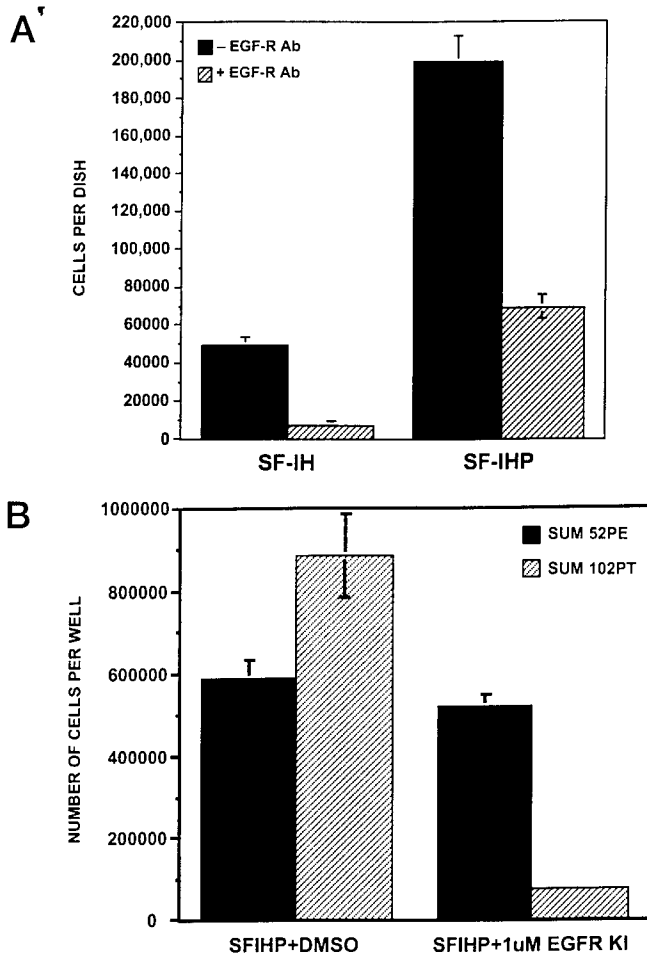 A
220,000
200,000
180,000
160,000
140,000
120,000
100,000
80000
60000
40000
20000
0
CELLS PER DISH
– EGF-R Ab
+ EGF-R Ab
SF-IH
SF-IHP
B
1000000
800000
600000
400000
200000
0
NUMBER OF CELLS PER WELL
SUM 52PE
SUM 102PT
SFIHP+DMSO
SFIHP+1uM EGFR KI